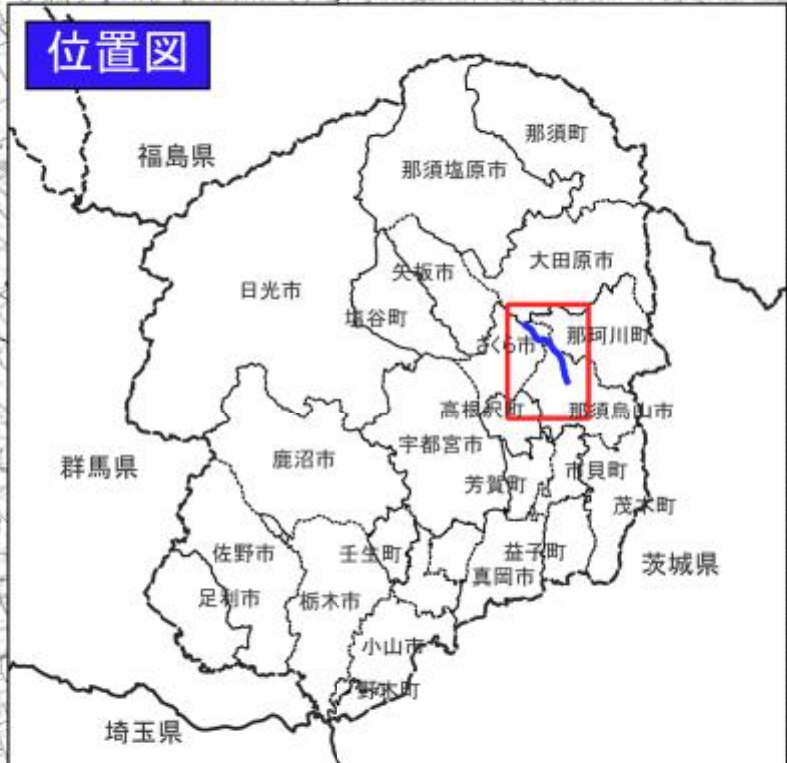 位置図
福島県
那須町
那須塩原市
大田原市
矢板市
日光市
塩谷町
さくら市
那珂川町
高根沢町
那須烏山市
宇都宮市
鹿沼市
群馬県
芳賀町
市貝町
茂木町
佐野市
壬生町
益子町
茨城県
真岡市
足利市
栃木市
小山市
野木町
埼玉県